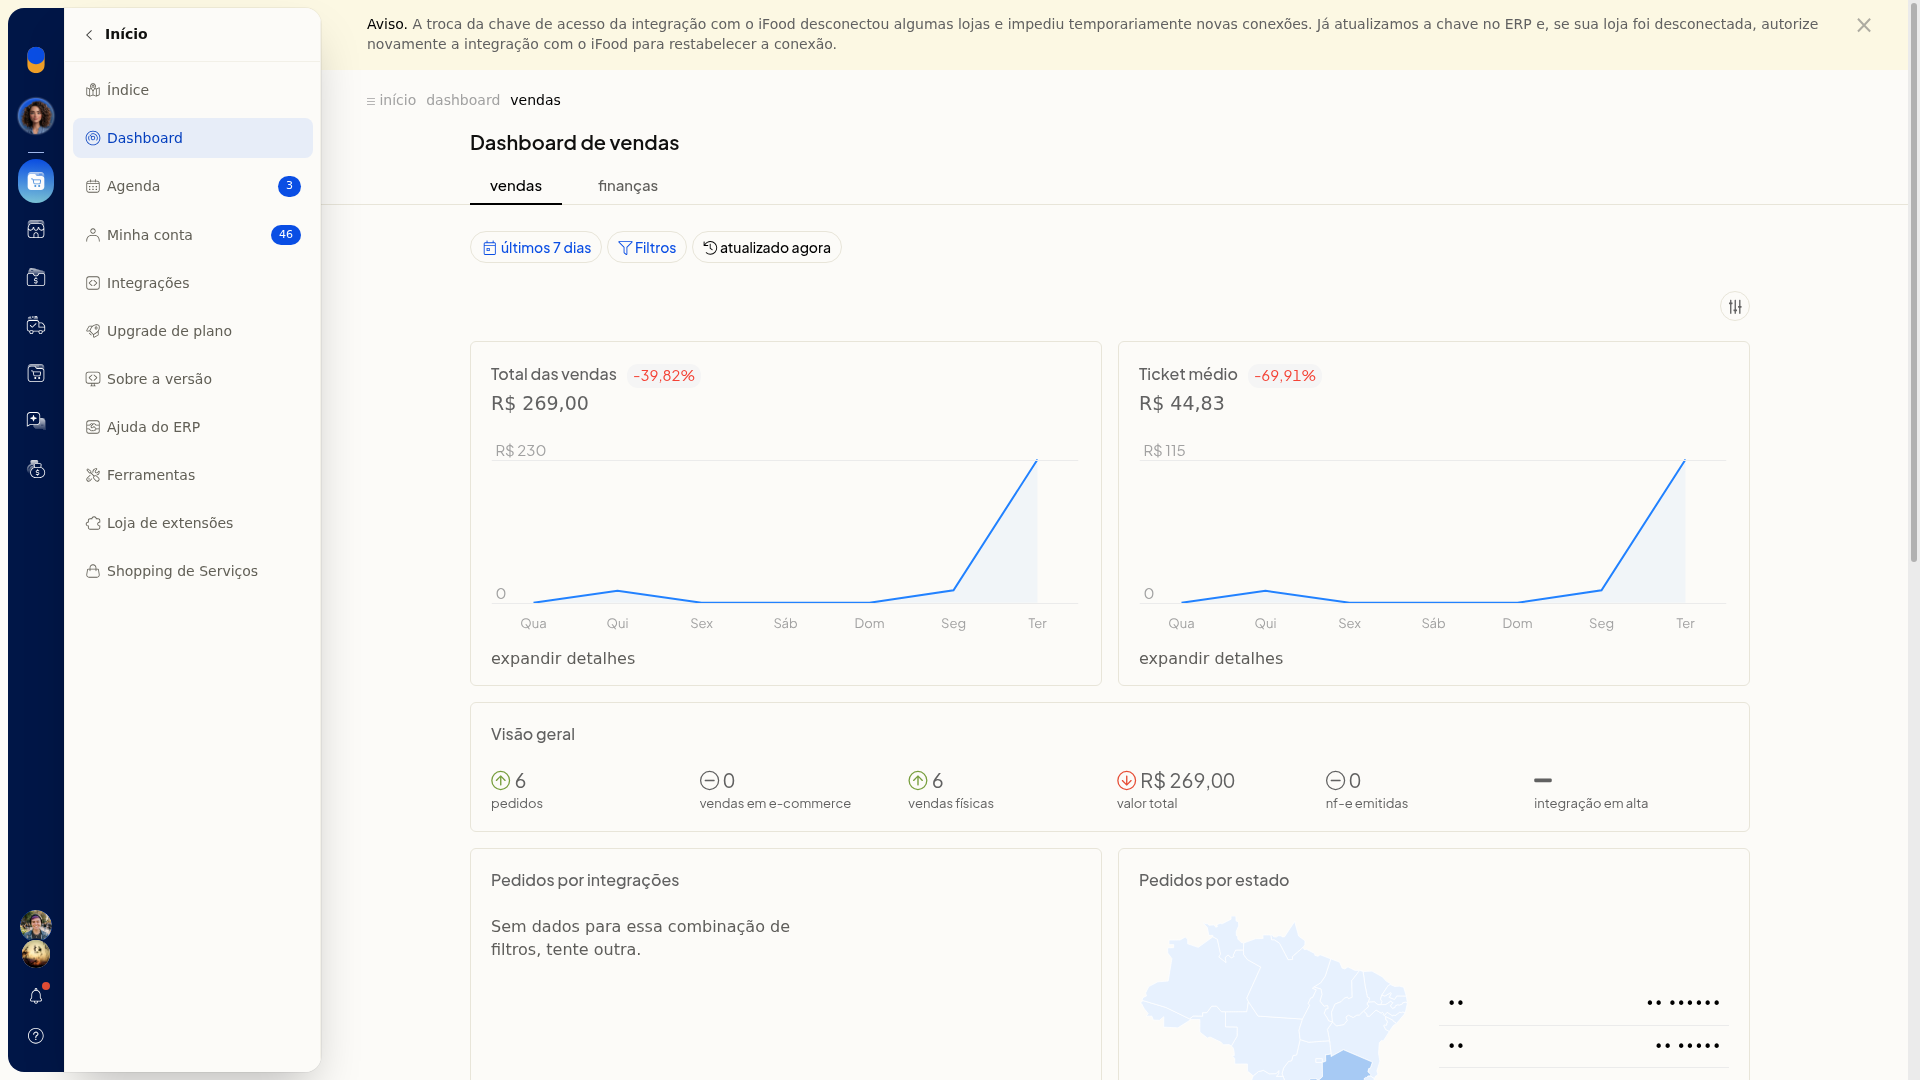 Início
Índice
Dashboard
Agenda
3
Minha conta
46
Integrações
Upgrade de plano
Sobre a versão
Ajuda do ERP
Ferramentas
Loja de extensões
Shopping de Serviços
Aviso. A troca da chave de acesso da integração com o iFood desconectou algumas lojas e impediu temporariamente novas conexões. Já atualizamos a chave no ERP e, se sua loja foi desconectada, autorize
novamente a integração com o iFood para restabelecer a conexão.
início dashboard vendas
Dashboard de vendas
vendas finanças
últimos 7 dias Filtros atualizado agora
Total das vendas -39,82%
R$ 269,00
R$ 230
0
Qua Qui Sex Sáb Dom Seg Ter
expandir detalhes
Ticket médio -69,91%
R$ 44,83
R$ 115
0
Qua Qui Sex Sáb Dom Seg Ter
expandir detalhes
Visão geral
6 0 6 R$ 269,00 0
pedidos vendas em e-commerce vendas físicas valor total nf-e emitidas integração em alta
Pedidos por integrações
Sem dados para essa combinação de
filtros, tente outra.
Pedidos por estado
•• •• ••••••
•• •• •••••